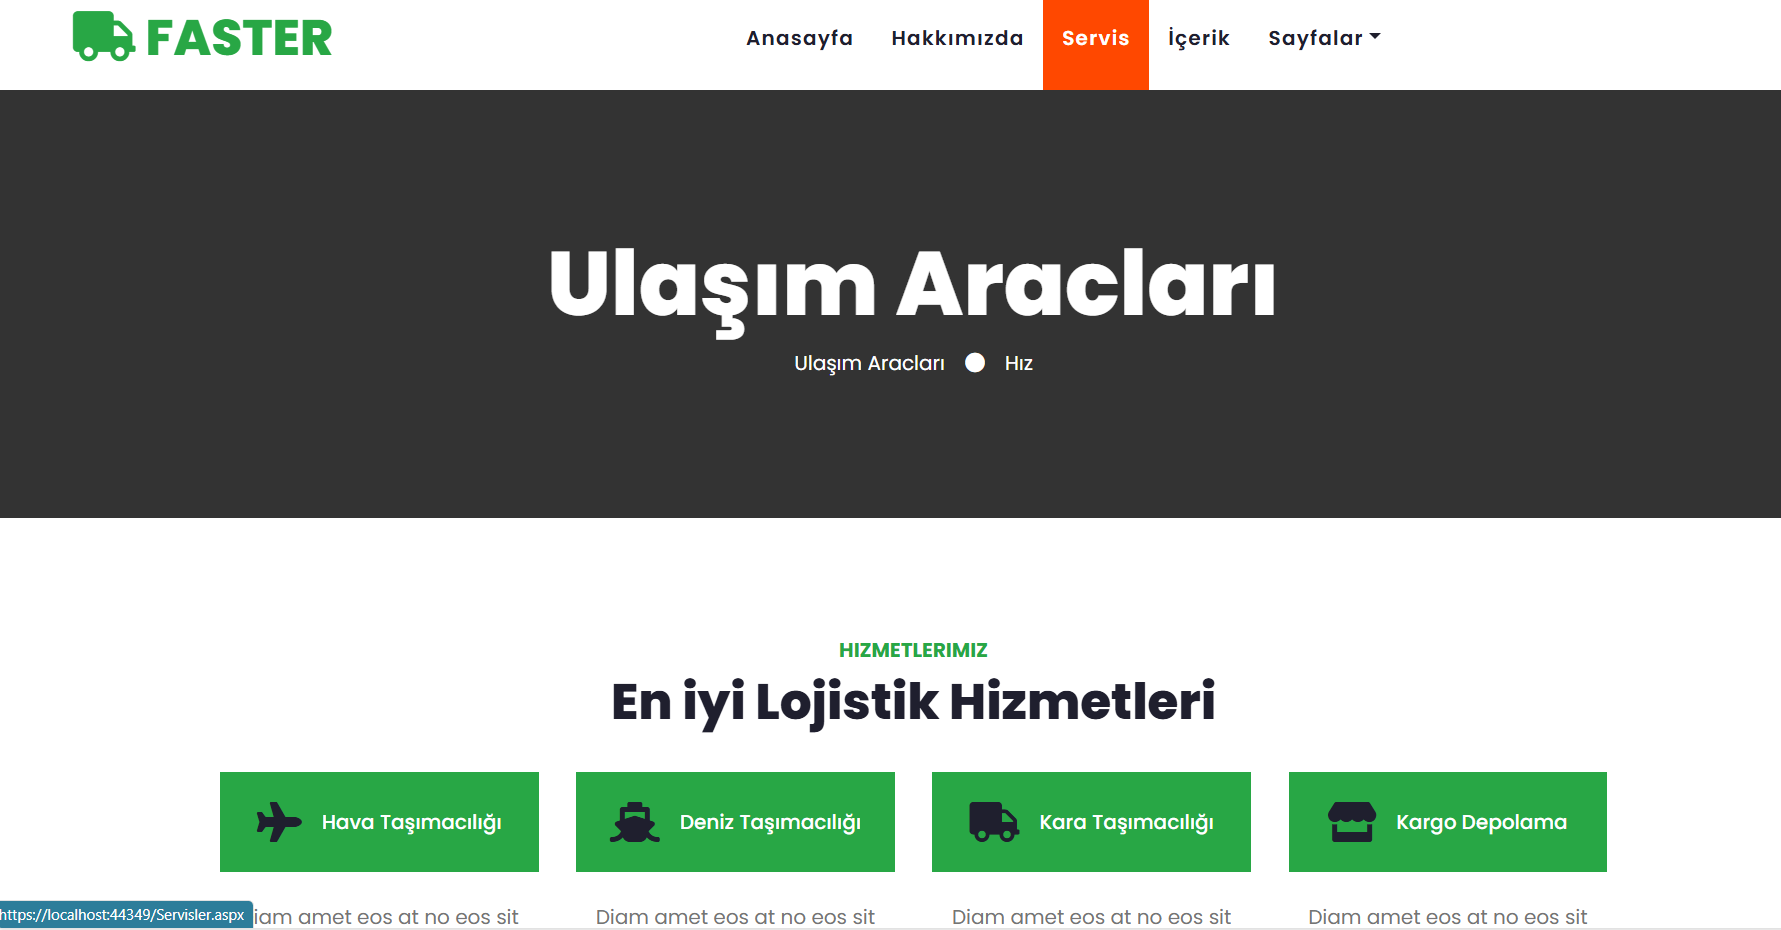 FASTER
Anasayfa Hakkımızda Servis İçerik Sayfalar
Ulaşım Aracları
Ulaşım Aracları Hız
HIZMETLERIMIZ
En iyi Lojistik Hizmetleri
Hava Taşımacılığı Deniz Taşımacılığı Kara Taşımacılığı Kargo Depolama
iam amet eos at no eos sit Diam amet eos at no eos sit Diam amet eos at no eos sit Diam amet eos at no eos sit
https://localhost:44349/Servisler.aspx